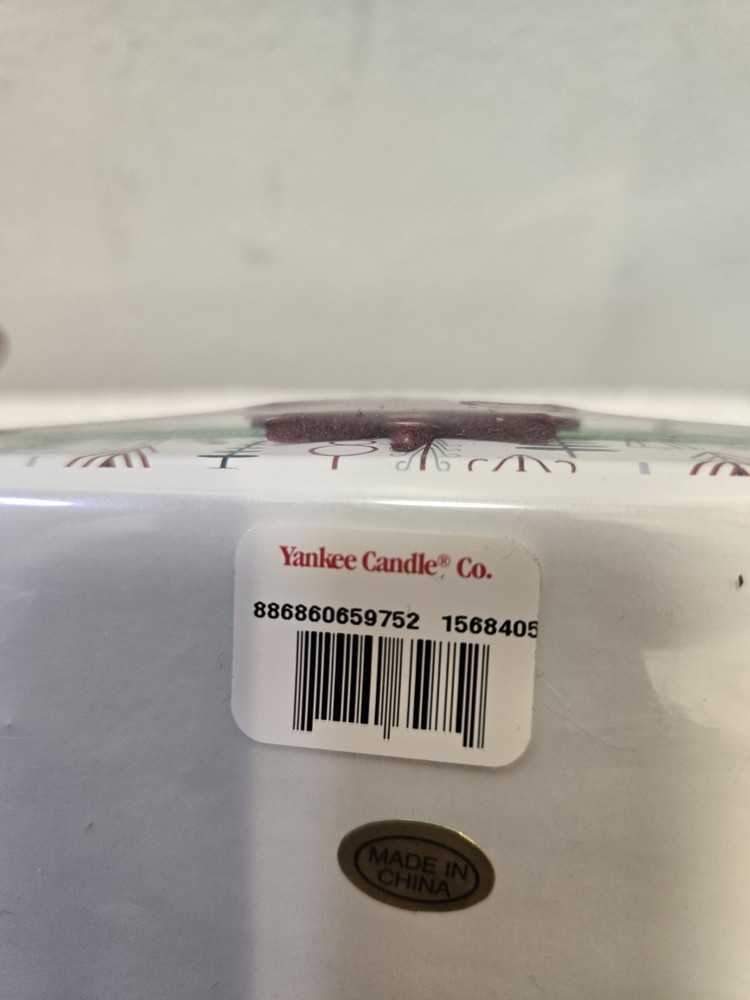 Yankee Candle® Co.
886860659752 1568405
MADE IN
CHINA